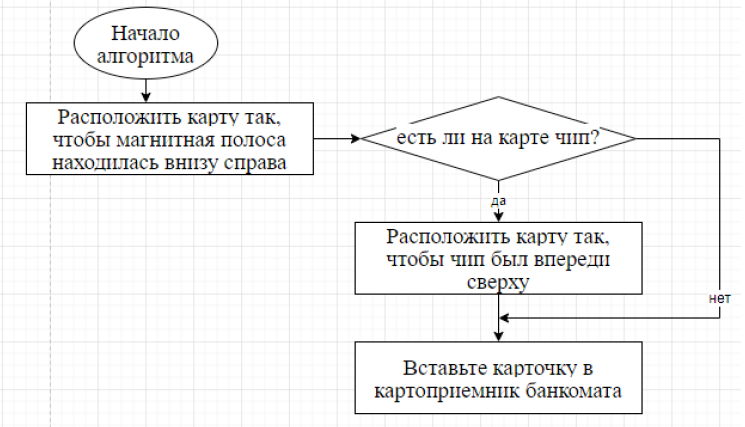 Начало
алгоритма
Расположить карту так,
чтобы магнитная полоса
находилась внизу справа
есть ли на карте чип?
да
Расположить карту так,
чтобы чип был впереди
сверху
нет
Вставьте карточку в
картоприемник банкомата